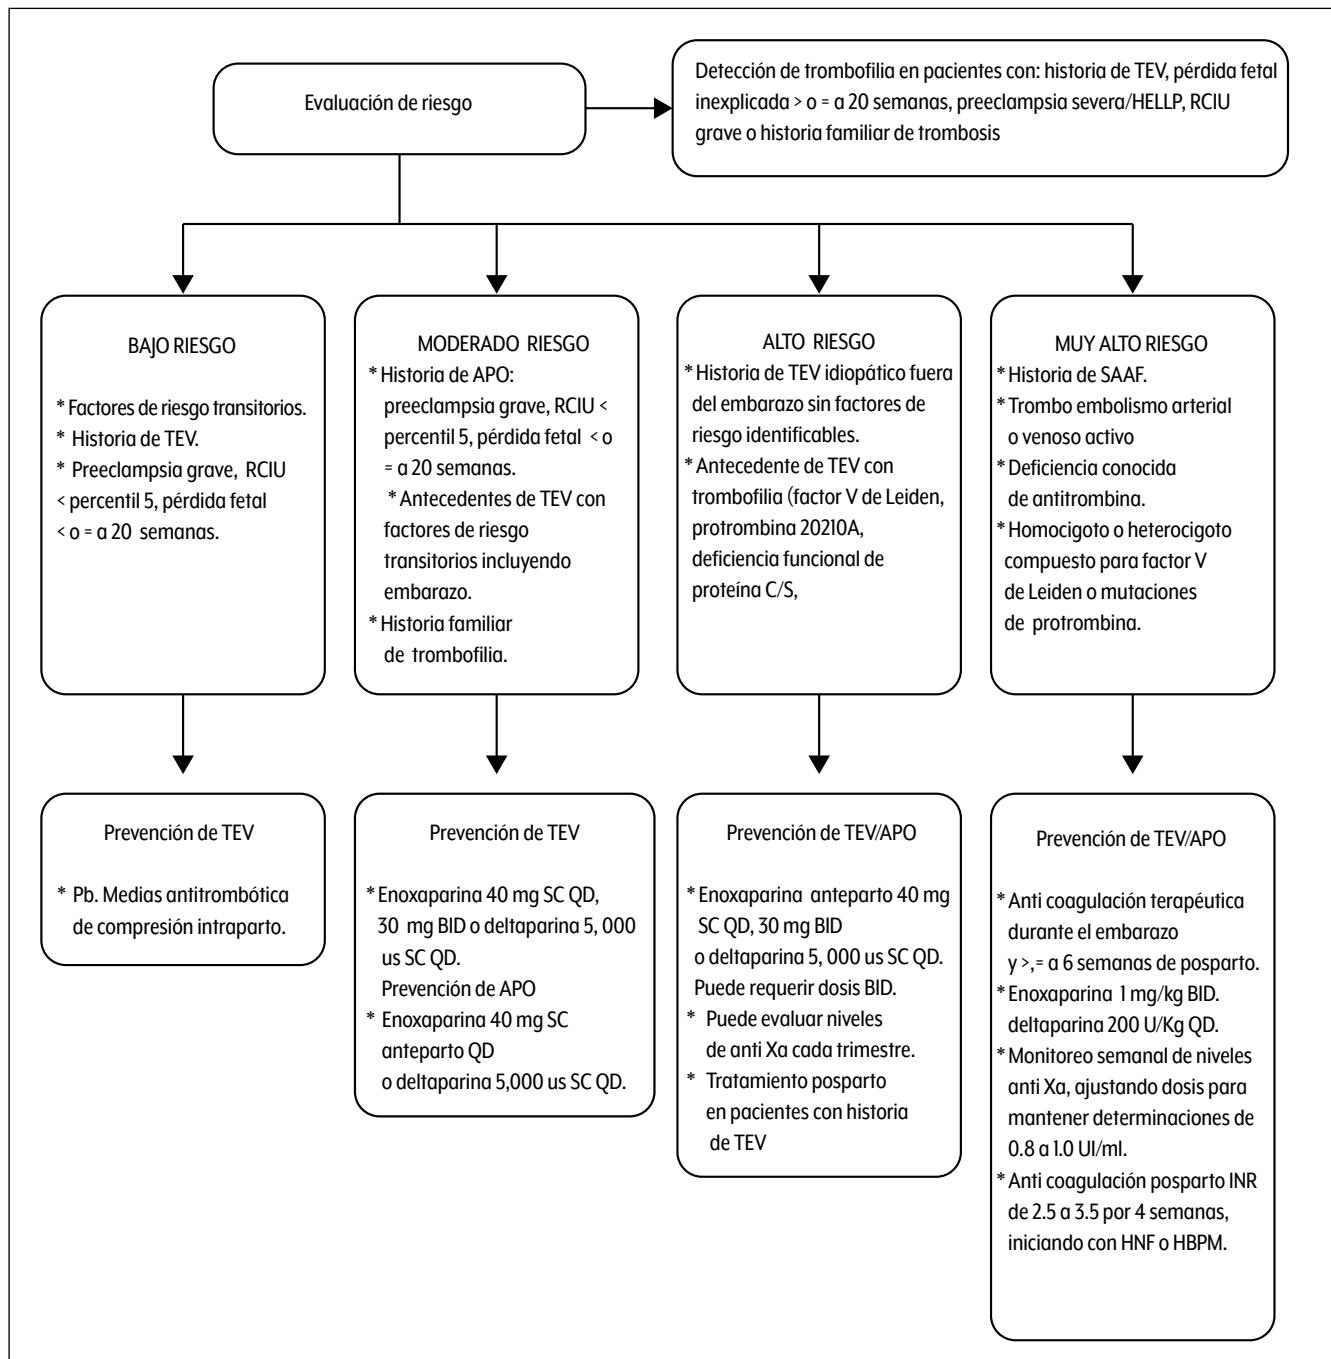 Evaluación de riesgo
Detección de trombofilia en pacientes con: historia de TEV, pérdida fetal
inexplicada > o = a 20 semanas, preeclampsia severa/HELLP, RCIU
grave o historia familiar de trombosis
BAJO RIESGO
* Factores de riesgo transitorios.
* Historia de TEV.
* Preeclampsia grave, RCIU
< percentil 5, pérdida fetal
< o = a 20 semanas.
MODERADO RIESGO
* Historia de APO:
preeclampsia grave, RCIU <
percentil 5, pérdida fetal < o
= a 20 semanas.
* Antecedentes de TEV con
factores de riesgo
transitorios incluyendo
embarazo.
* Historia familiar
de trombofilia.
ALTO RIESGO
* Historia de TEV idiopático fuera
del embarazo sin factores de
riesgo identificables.
* Antecedente de TEV con
trombofilia (factor V de Leiden,
protrombina 20210A,
deficiencia funcional de
proteína C/S,
MUY ALTO RIESGO
* Historia de SAAF.
* Trombo embolismo arterial
o venoso activo
* Deficiencia conocida
de antitrombina.
* Homocigoto o heterocigoto
compuesto para factor V
de Leiden o mutaciones
de protrombina.
Prevención de TEV
* Pb. Medias antitrombótica
de compresión intraparto.
Prevención de TEV
* Enoxaparina 40 mg SC QD,
30 mg BID o deltaparina 5, 000
us SC QD.
Prevención de APO
* Enoxaparina 40 mg SC
anteparto QD
o deltaparina 5,000 us SC QD.
Prevención de TEV/APO
* Enoxaparina anteparto 40 mg
SC QD, 30 mg BID
o deltaparina 5, 000 us SC QD.
Puede requerir dosis BID.
* Puede evaluar niveles
de anti Xa cada trimestre.
* Tratamiento posparto
en pacientes con historia
de TEV
Prevención de TEV/APO
* Anti coagulación terapéutica
durante el embarazo
y >,= a 6 semanas de posparto.
* Enoxaparina 1 mg/kg BID.
deltaparina 200 U/Kg QD.
* Monitoreo semanal de niveles
anti Xa, ajustando dosis para
mantener determinaciones de
0.8 a 1.0 UI/ml.
* Anti coagulación posparto INR
de 2.5 a 3.5 por 4 semanas,
iniciando con HNF o HBPM.